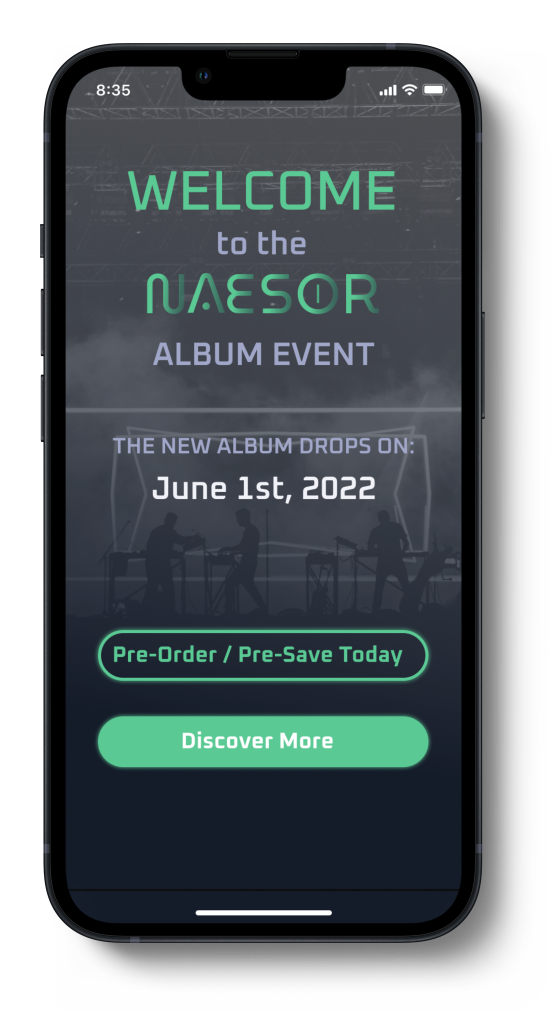 8:35
WELCOME
to the
NAESOR
ALBUM EVENT
THE NEW ALBUM DROPS ON:
June 1st, 2022
Pre-Order / Pre-Save Today
Discover More